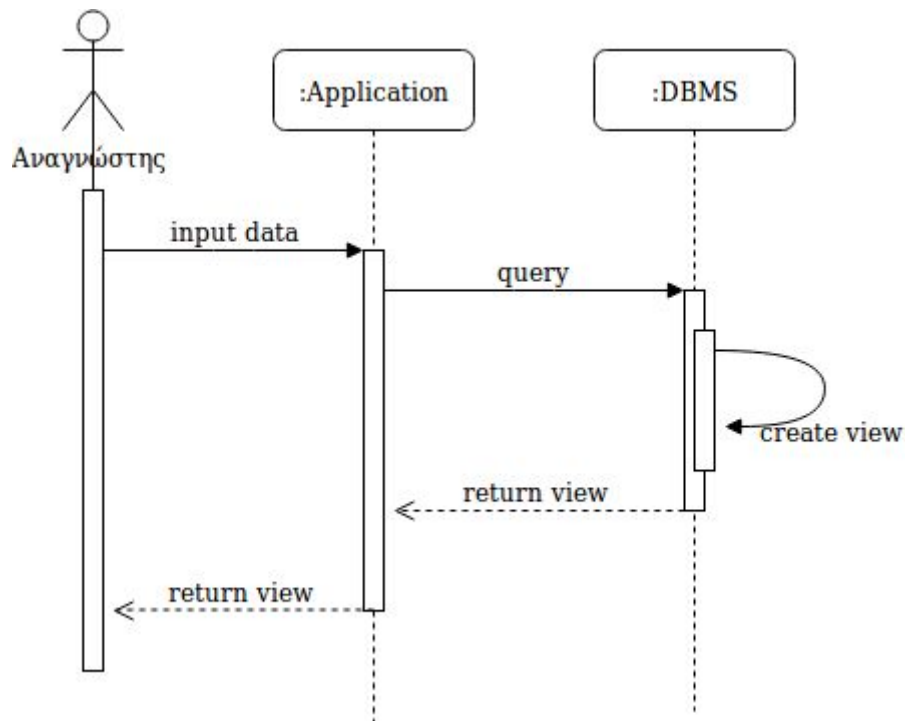 :Application
:DBMS
Αναγνώστης
input data
query
create view
return view
return view